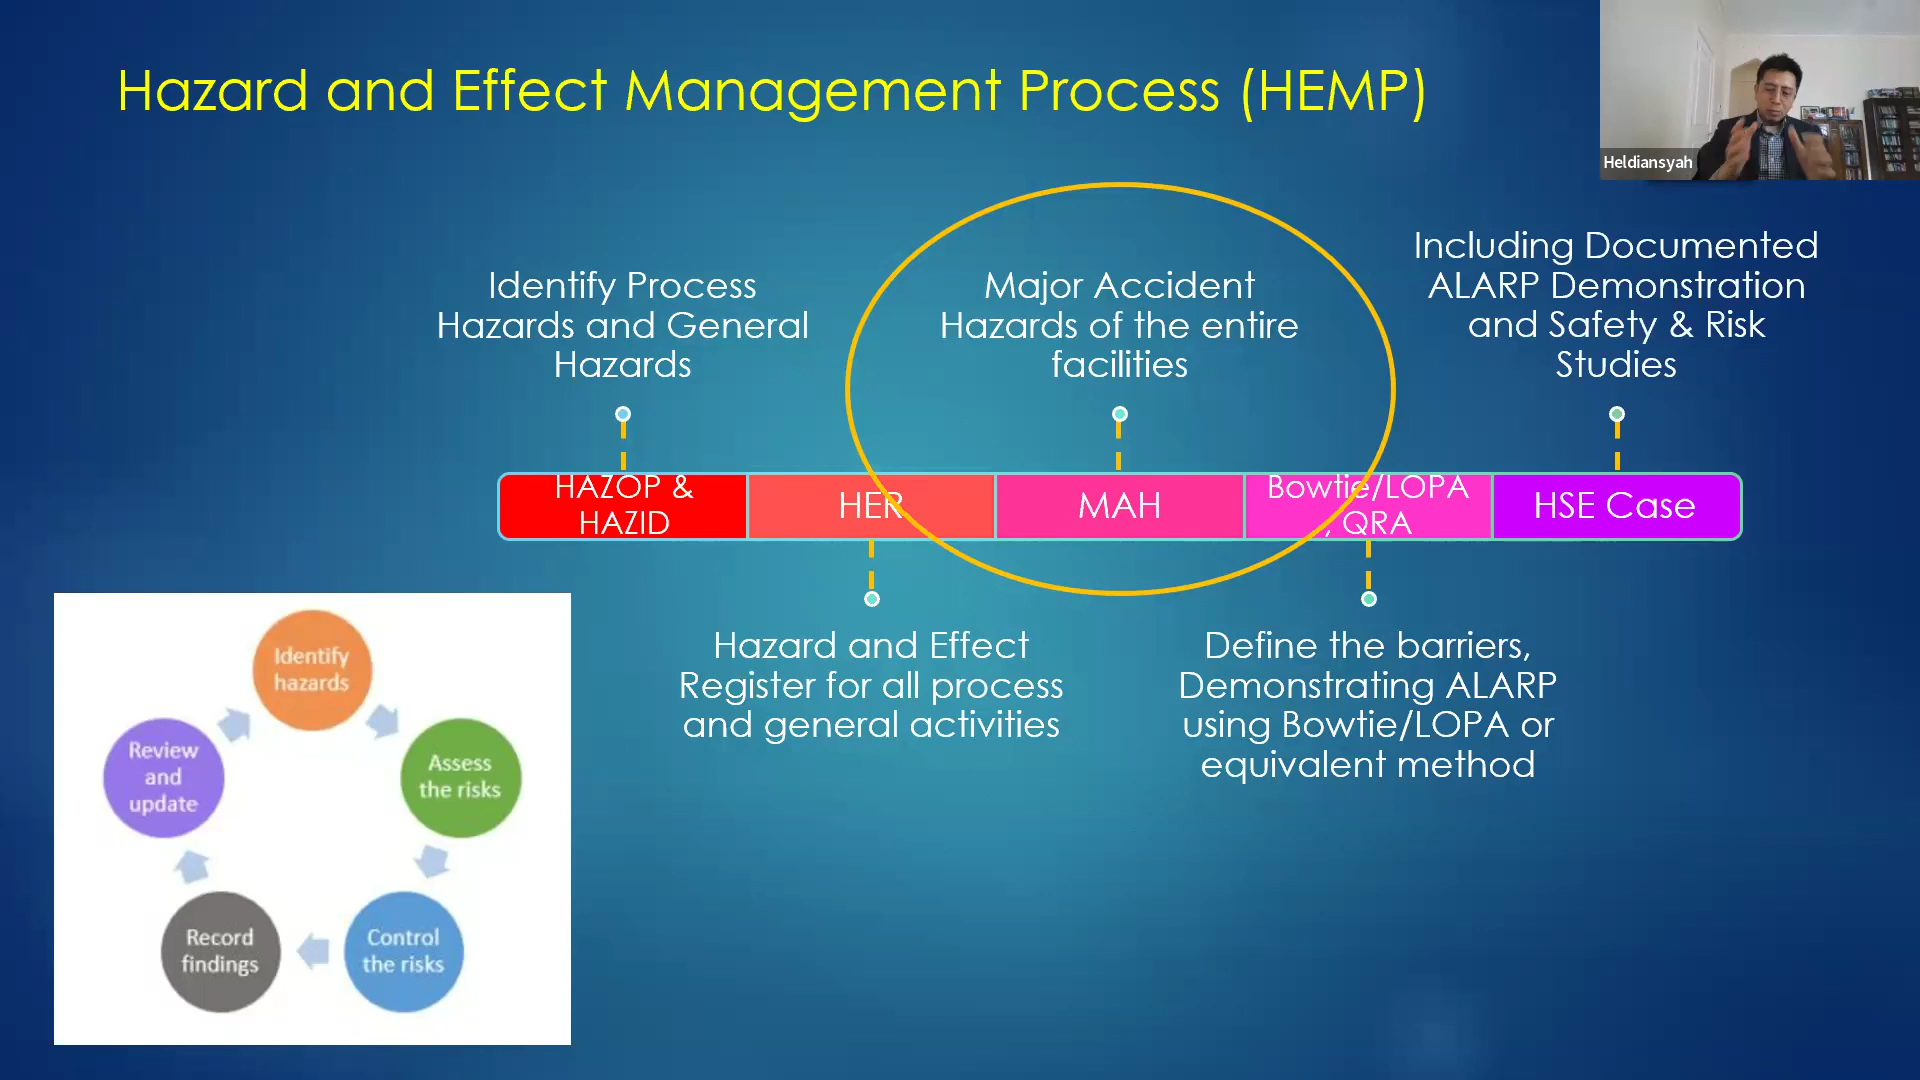 Hazard and Effect Management Process (HEMP)
Heldiansyah
Identify Process
Hazards and General
Hazards
Major Accident
Hazards of the entire
facilities
Including Documented
ALARP Demonstration
and Safety & Risk
Studies
HAZOP &
HAZID
HER
MAH
Bowtie/LOPA
, QRA
HSE Case
Hazard and Effect
Register for all process
and general activities
Define the barriers,
Demonstrating ALARP
using Bowtie/LOPA or
equivalent method
Identify
hazards
Assess
the risks
Control
the risks
Record
findings
Review
and
update